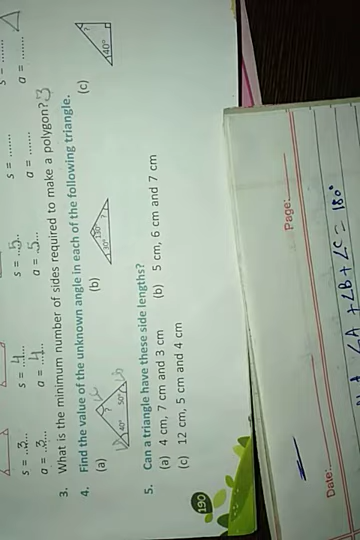 s = ..3.. s = ..4.. s = ..5.. s = ....... s = .......
a = ..3.. a = ..4.. a = ..5.. a = ....... a = .......
3. What is the minimum number of sides required to make a polygon? 3
4. Find the value of the unknown angle in each of the following triangle.
(a) (b) (c)
? 40° 50°
30° 130° ?
? 40°
5. Can a triangle have these side lengths?
(a) 4 cm, 7 cm and 3 cm (b) 5 cm, 6 cm and 7 cm
(c) 12 cm, 5 cm and 4 cm
190
Date: Page:
∠A + ∠B + ∠C = 180°